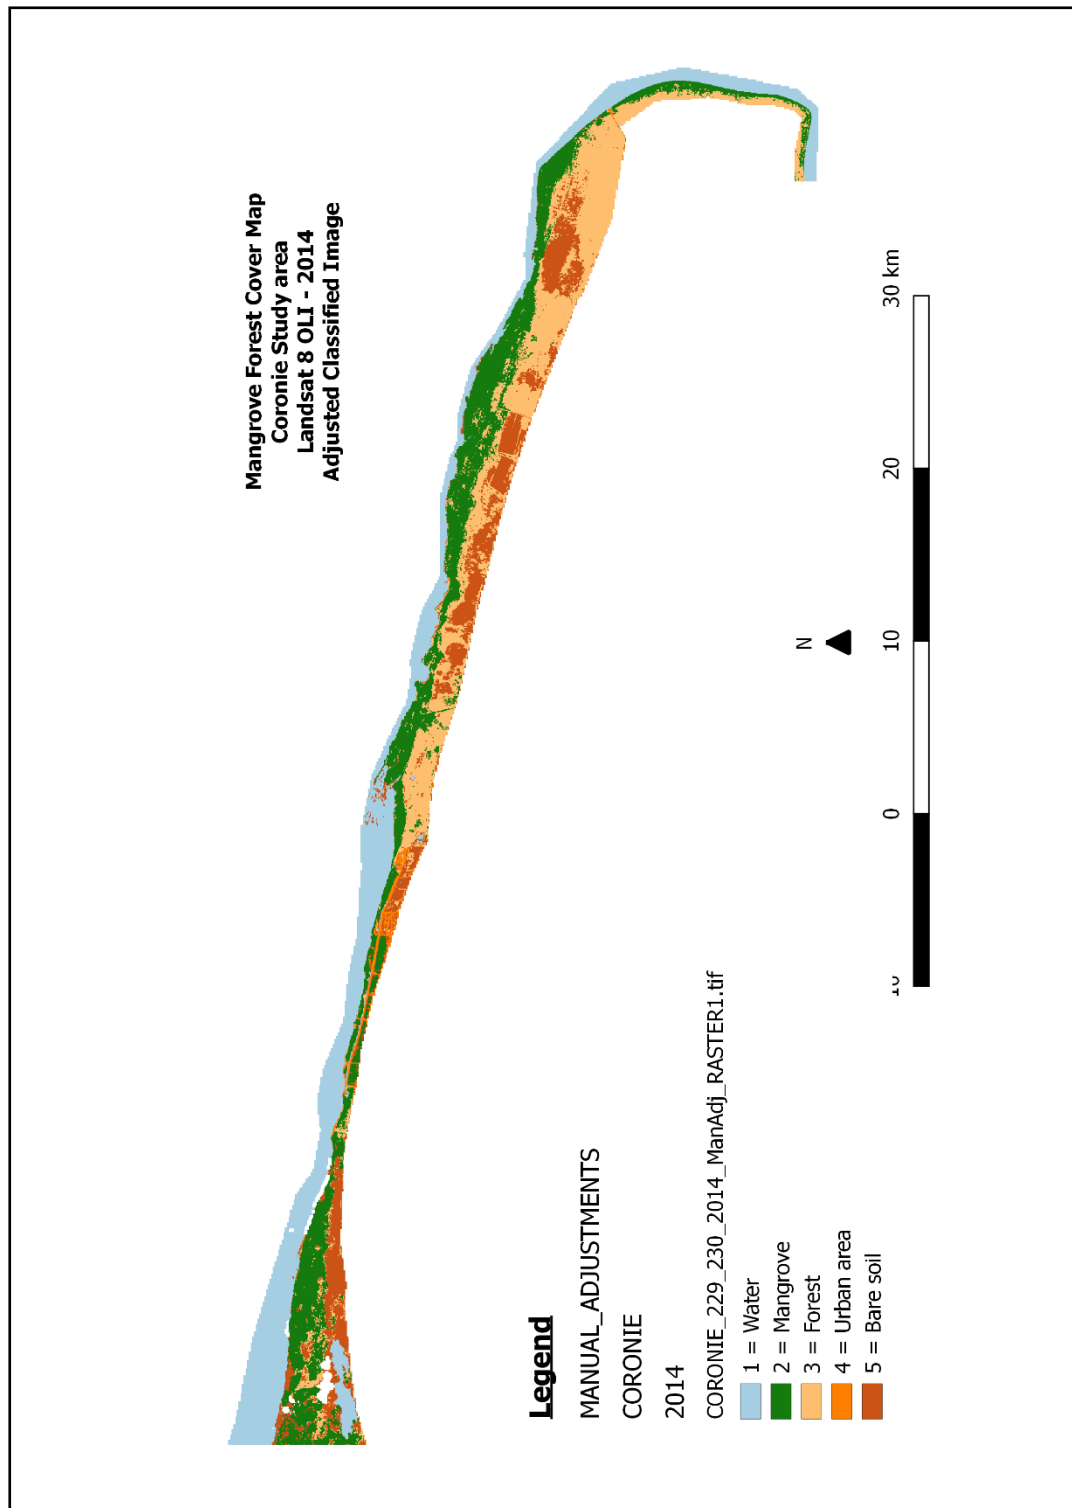 Mangrove Forest Cover Map
Coronie Study area
Landsat 8 OLI - 2014
Adjusted Classified Image
N
0
10
20
30 km
Legend
MANUAL_ADJUSTMENTS
CORONIE
2014
CORONIE_229_230_2014_ManAdj_RASTER1.tif
1 = Water
2 = Mangrove
3 = Forest
4 = Urban area
5 = Bare soil